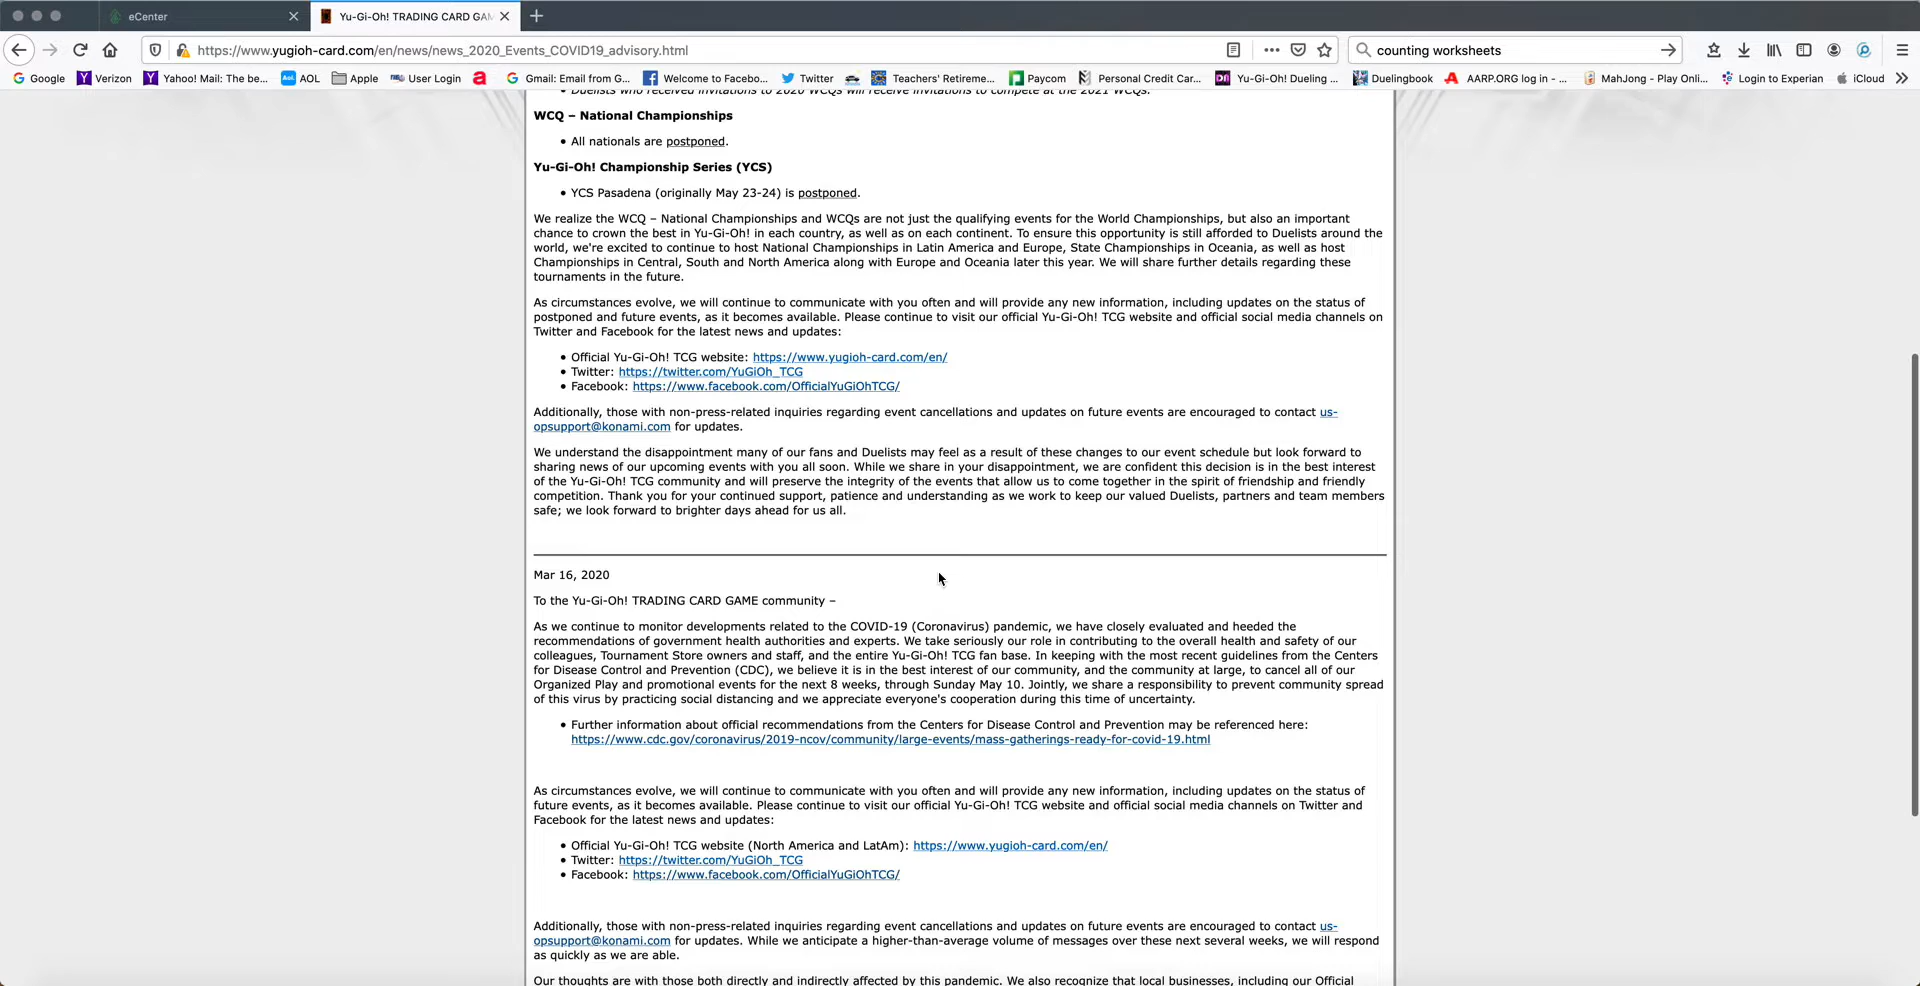 eCenter
Yu-Gi-Oh! TRADING CARD GAM
https://www.yugioh-card.com/en/news/news_2020_Events_COVID19_advisory.html
counting worksheets
Google Verizon Yahoo! Mail: The be... AOL Apple User Login Gmail: Email from G... Welcome to Facebo... Twitter Teachers' Retireme... Paycom Personal Credit Car... Yu-Gi-Oh! Dueling ... Duelingbook AARP.ORG log in - ... MahJong - Play Onli... Login to Experian iCloud
• Duelists who received invitations to 2020 WCQs will receive invitations to compete at the 2021 WCQs.
WCQ – National Championships
• All nationals are postponed.
Yu-Gi-Oh! Championship Series (YCS)
• YCS Pasadena (originally May 23-24) is postponed.
We realize the WCQ – National Championships and WCQs are not just the qualifying events for the World Championships, but also an important
chance to crown the best in Yu-Gi-Oh! in each country, as well as on each continent. To ensure this opportunity is still afforded to Duelists around the
world, we're excited to continue to host National Championships in Latin America and Europe, State Championships in Oceania, as well as host
Championships in Central, South and North America along with Europe and Oceania later this year. We will share further details regarding these
tournaments in the future.
As circumstances evolve, we will continue to communicate with you often and will provide any new information, including updates on the status of
postponed and future events, as it becomes available. Please continue to visit our official Yu-Gi-Oh! TCG website and official social media channels on
Twitter and Facebook for the latest news and updates:
• Official Yu-Gi-Oh! TCG website: https://www.yugioh-card.com/en/
• Twitter: https://twitter.com/YuGiOh_TCG
• Facebook: https://www.facebook.com/OfficialYuGiOhTCG/
Additionally, those with non-press-related inquiries regarding event cancellations and updates on future events are encouraged to contact us-
opsupport@konami.com for updates.
We understand the disappointment many of our fans and Duelists may feel as a result of these changes to our event schedule but look forward to
sharing news of our upcoming events with you all soon. While we share in your disappointment, we are confident this decision is in the best interest
of the Yu-Gi-Oh! TCG community and will preserve the integrity of the events that allow us to come together in the spirit of friendship and friendly
competition. Thank you for your continued support, patience and understanding as we work to keep our valued Duelists, partners and team members
safe; we look forward to brighter days ahead for us all.
Mar 16, 2020
To the Yu-Gi-Oh! TRADING CARD GAME community –
As we continue to monitor developments related to the COVID-19 (Coronavirus) pandemic, we have closely evaluated and heeded the
recommendations of government health authorities and experts. We take seriously our role in contributing to the overall health and safety of our
colleagues, Tournament Store owners and staff, and the entire Yu-Gi-Oh! TCG fan base. In keeping with the most recent guidelines from the Centers
for Disease Control and Prevention (CDC), we believe it is in the best interest of our community, and the community at large, to cancel all of our
Organized Play and promotional events for the next 8 weeks, through Sunday May 10. Jointly, we share a responsibility to prevent community spread
of this virus by practicing social distancing and we appreciate everyone's cooperation during this time of uncertainty.
• Further information about official recommendations from the Centers for Disease Control and Prevention may be referenced here:
https://www.cdc.gov/coronavirus/2019-ncov/community/large-events/mass-gatherings-ready-for-covid-19.html
As circumstances evolve, we will continue to communicate with you often and will provide any new information, including updates on the status of
future events, as it becomes available. Please continue to visit our official Yu-Gi-Oh! TCG website and official social media channels on Twitter and
Facebook for the latest news and updates:
• Official Yu-Gi-Oh! TCG website (North America and LatAm): https://www.yugioh-card.com/en/
• Twitter: https://twitter.com/YuGiOh_TCG
• Facebook: https://www.facebook.com/OfficialYuGiOhTCG/
Additionally, those with non-press-related inquiries regarding event cancellations and updates on future events are encouraged to contact us-
opsupport@konami.com for updates. While we anticipate a higher-than-average volume of messages over these next several weeks, we will respond
as quickly as we are able.
Our thoughts are with those both directly and indirectly affected by this pandemic. We also recognize that local businesses, including our Official